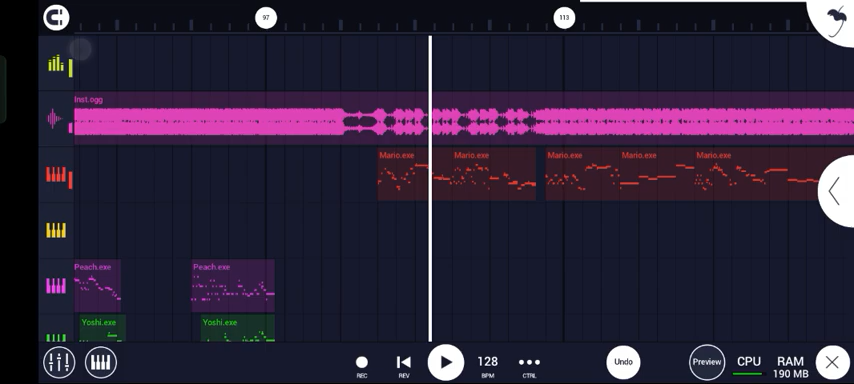 97
113
Inst.ogg
Mario.exe
Mario.exe
Mario.exe
Mario.exe
Mario.exe
Peach.exe
Peach.exe
Yoshi.exe
Yoshi.exe
REC
REV
128
BPM
CTRL
Undo
Preview
CPU
RAM
190 MB